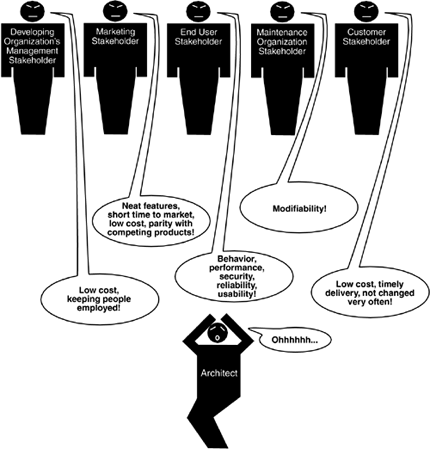 Developing
Organization's
Management
Stakeholder
Marketing
Stakeholder
End User
Stakeholder
Maintenance
Organization
Stakeholder
Customer
Stakeholder
Neat features,
short time to market,
low cost, parity with
competing products!
Modifiability!
Behavior,
performance,
security,
reliability,
usability!
Low cost,
keeping people
employed!
Low cost, timely
delivery, not changed
very often!
Ohhhhhh...
Architect